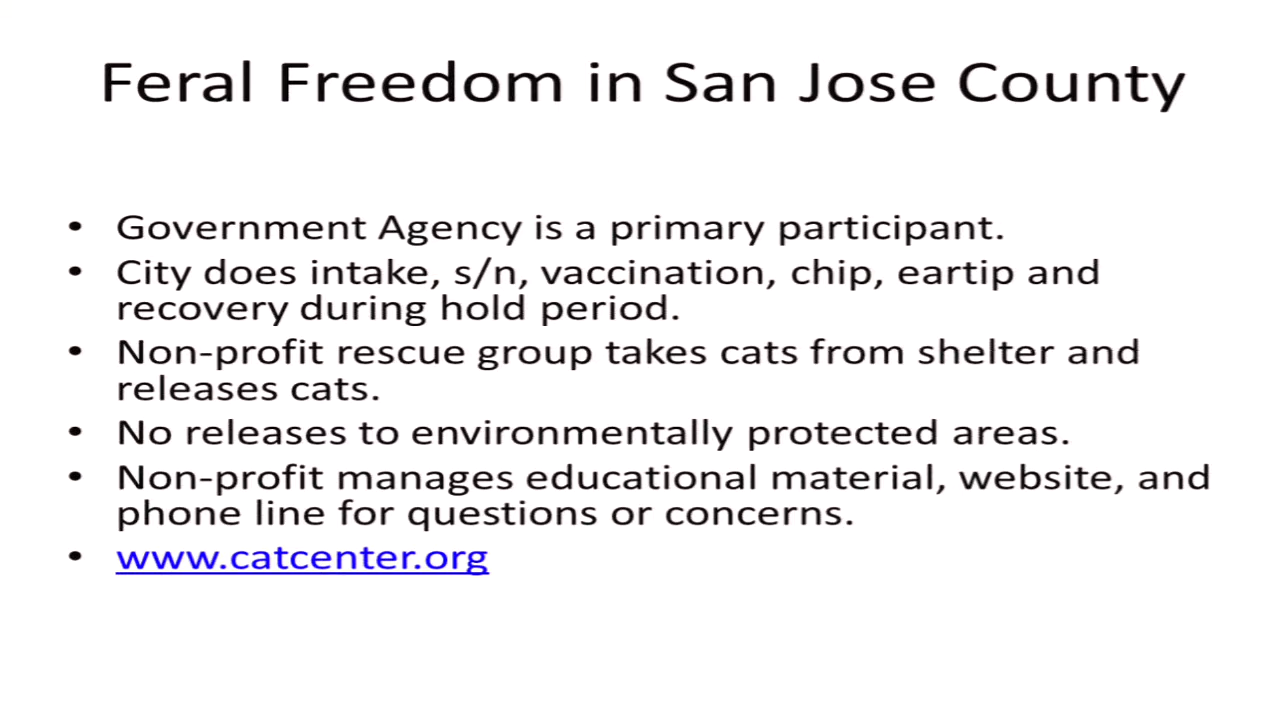 Feral Freedom in San Jose County
• Government Agency is a primary participant.
• City does intake, s/n, vaccination, chip, eartip and
recovery during hold period.
• Non-profit rescue group takes cats from shelter and
releases cats.
• No releases to environmentally protected areas.
• Non-profit manages educational material, website, and
phone line for questions or concerns.
• www.catcenter.org